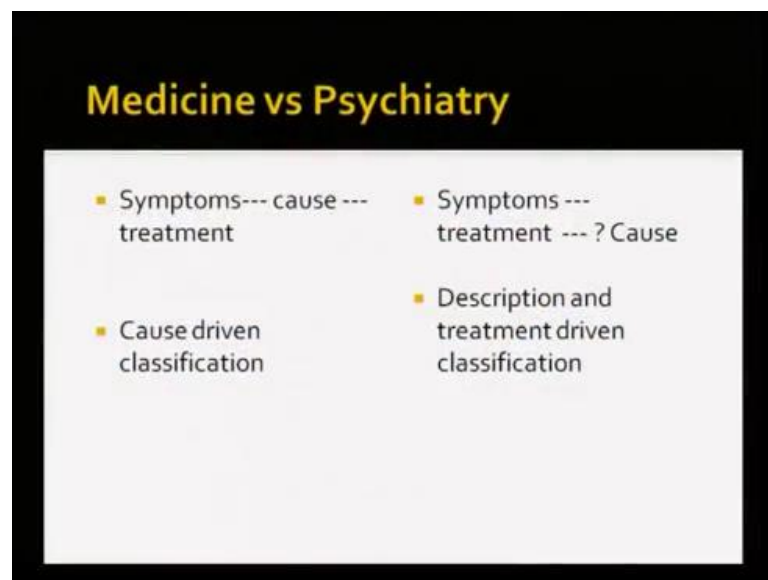 Medicine vs Psychiatry
Symptoms--- cause ---
treatment
Cause driven
classification
Symptoms ---
treatment --- ? Cause
Description and
treatment driven
classification